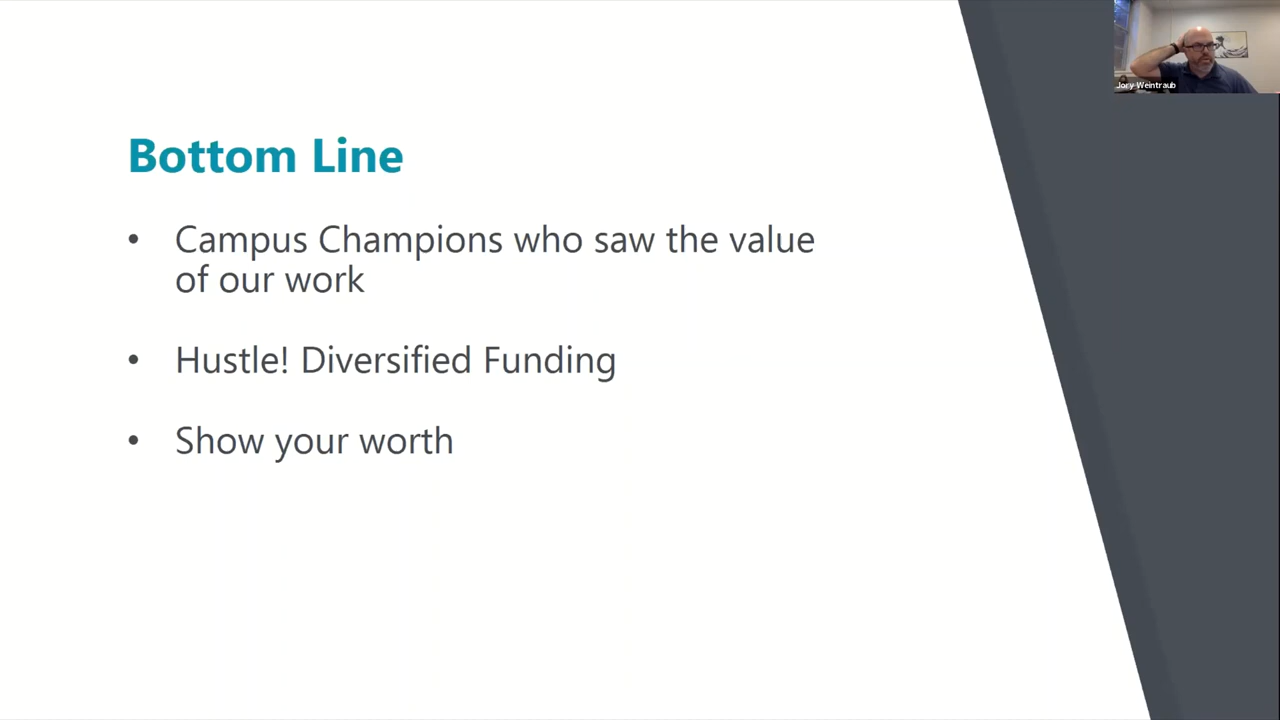 Jory Weintraub
Bottom Line
• Campus Champions who saw the value
of our work
• Hustle! Diversified Funding
• Show your worth